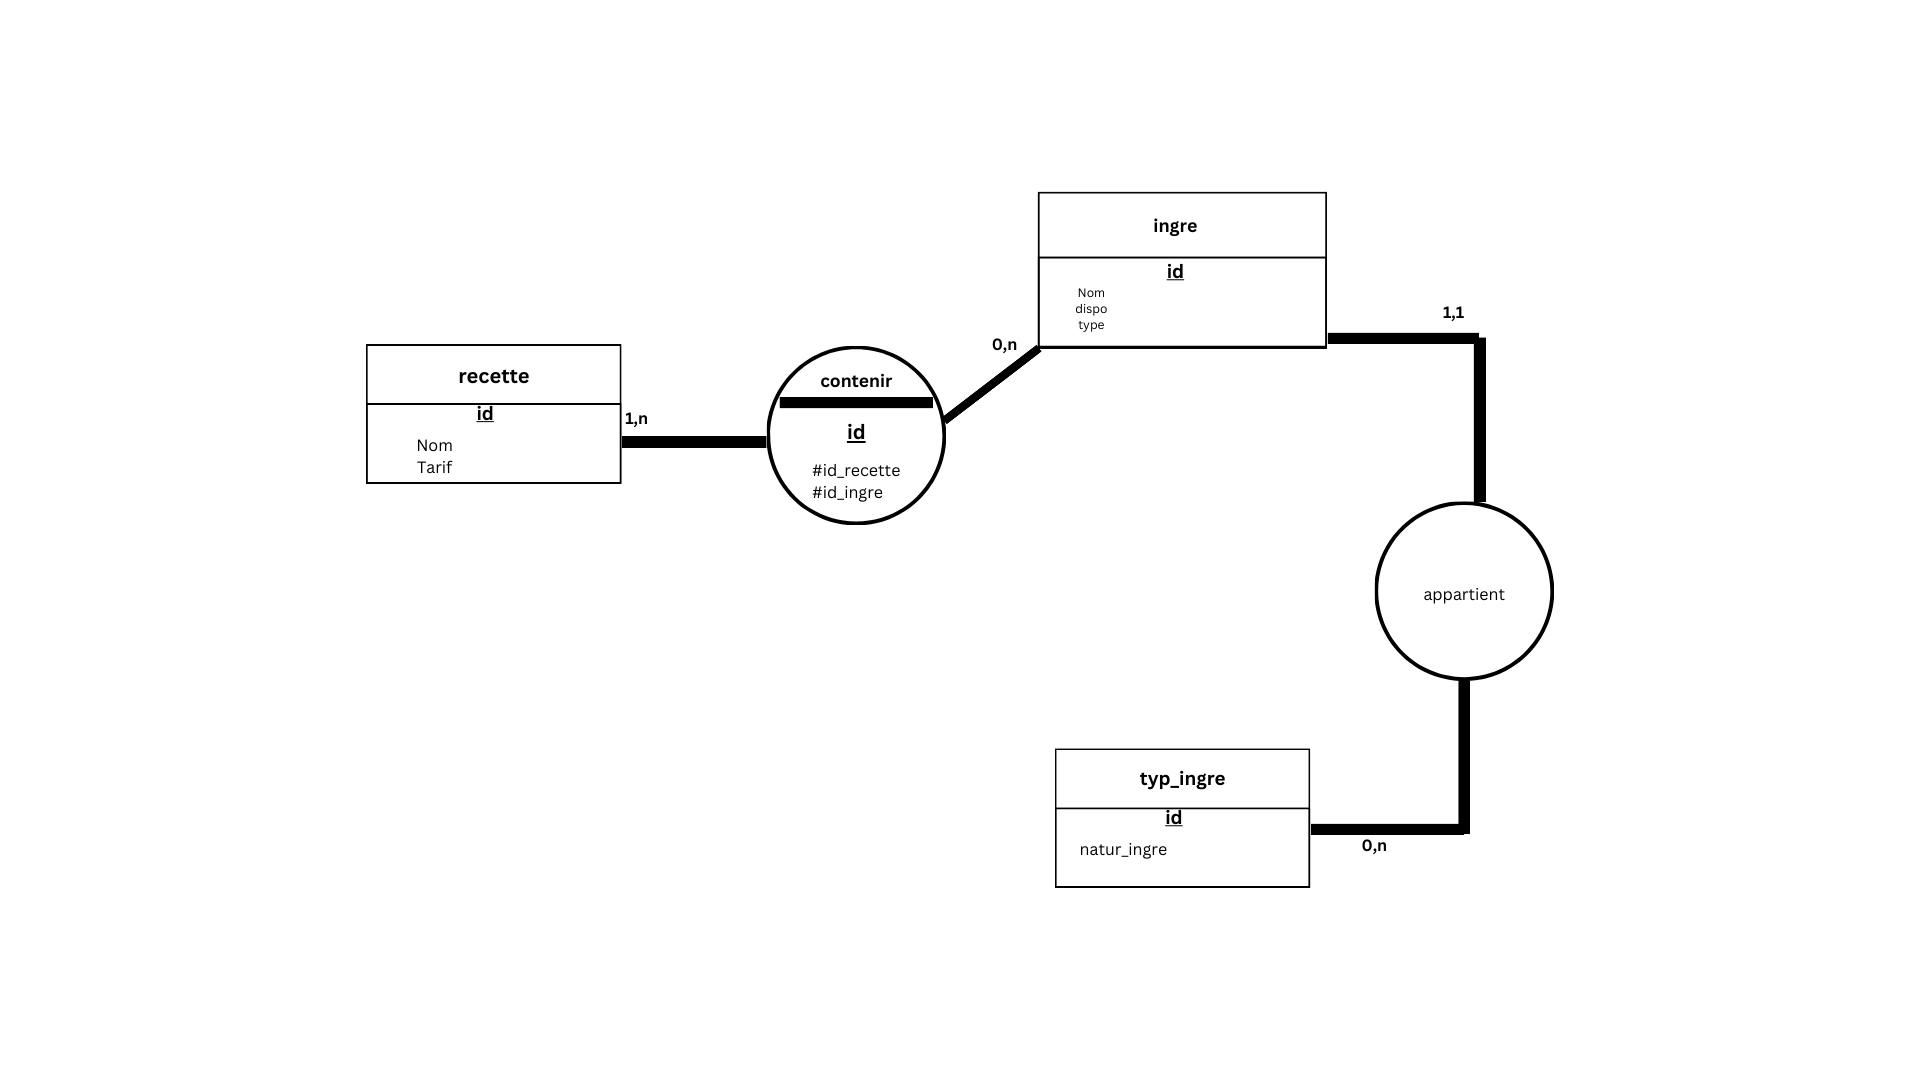 recette
id
Nom
Tarif
1,n
contenir
id
#id_recette
#id_ingre
0,n
ingre
id
Nom
dispo
type
1,1
appartient
typ_ingre
id
natur_ingre
0,n